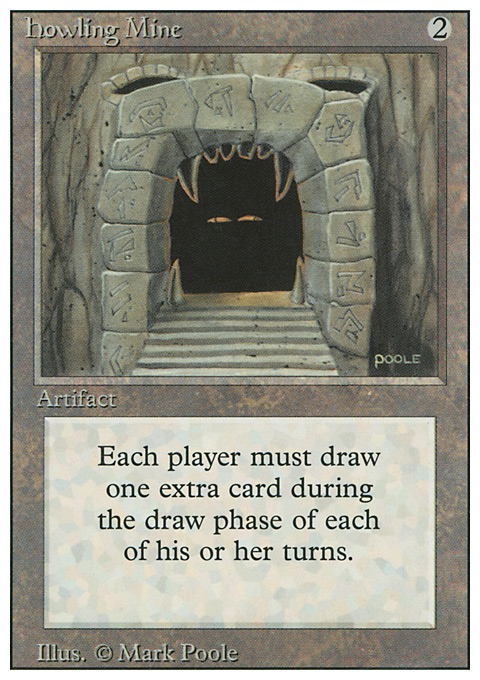 Howling Mine 2
POOLE
Artifact
Each player must draw
one extra card during
the draw phase of each
of his or her turns.
Illus. © Mark Poole